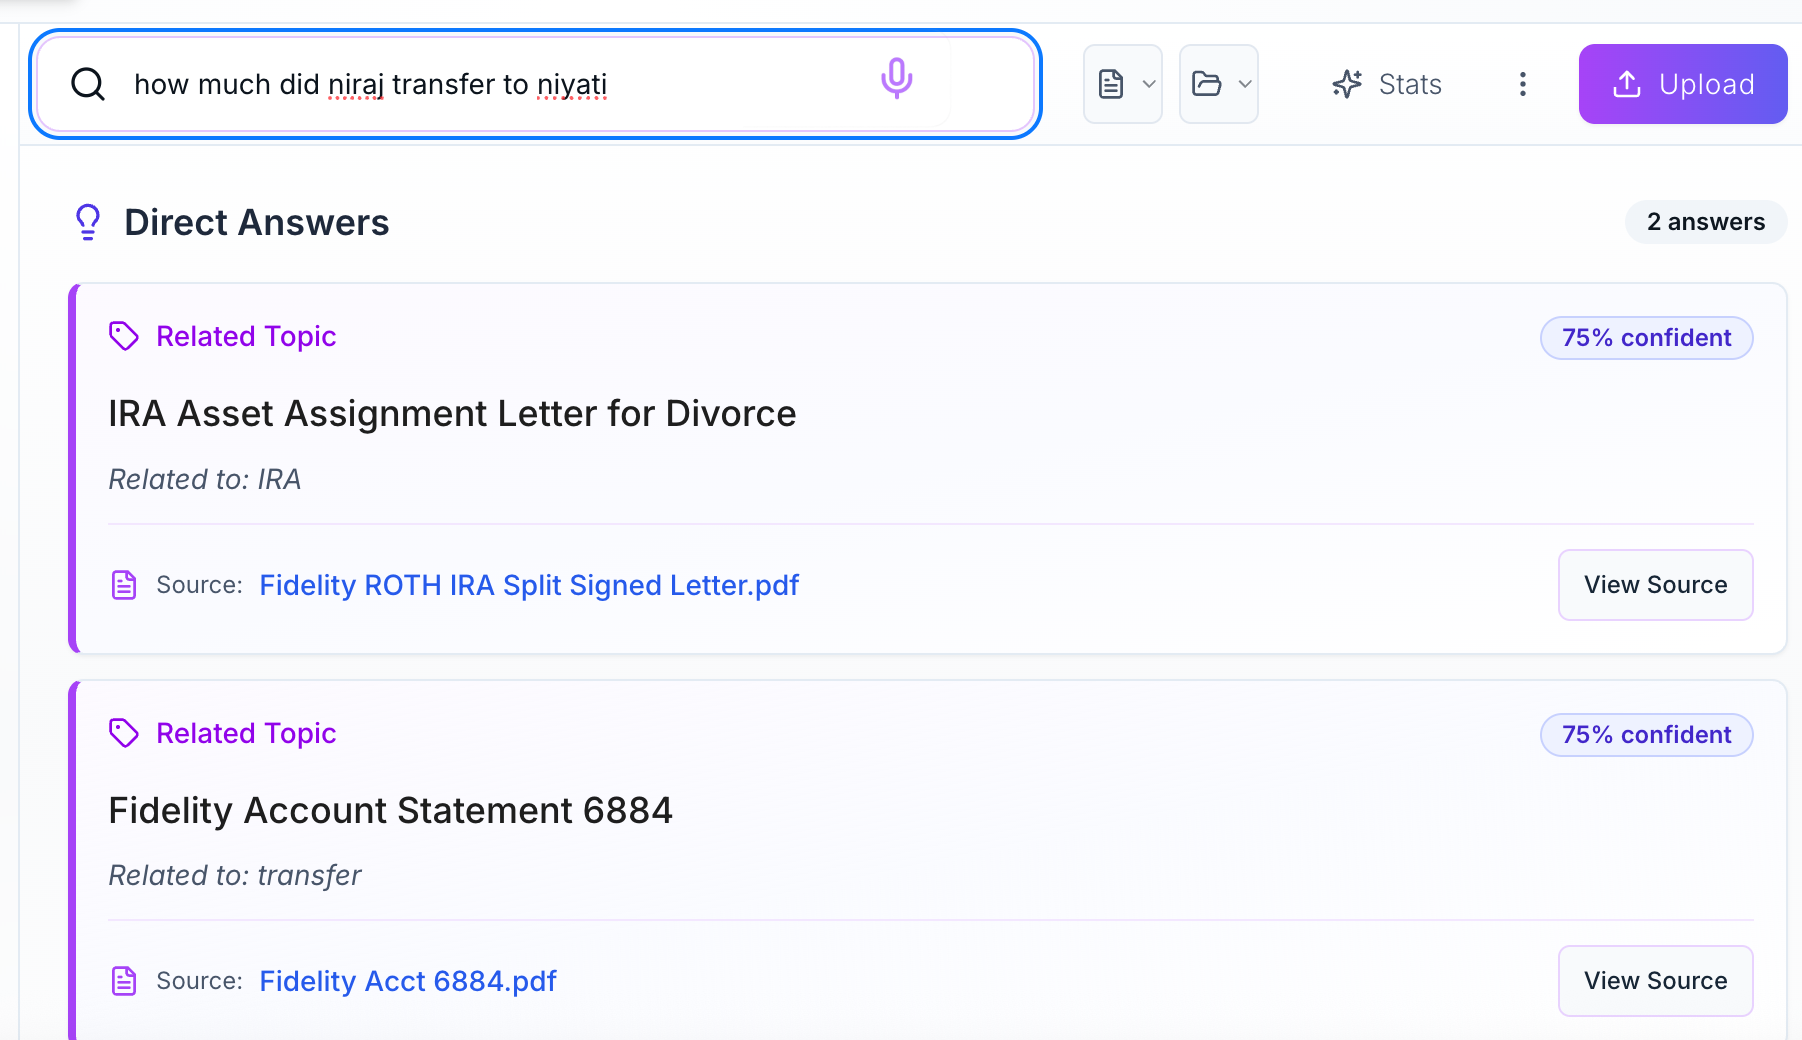 how much did niraj transfer to niyati
Stats
Upload
Direct Answers
2 answers
Related Topic
75% confident
IRA Asset Assignment Letter for Divorce
Related to: IRA
Source: Fidelity ROTH IRA Split Signed Letter.pdf
View Source
Related Topic
75% confident
Fidelity Account Statement 6884
Related to: transfer
Source: Fidelity Acct 6884.pdf
View Source